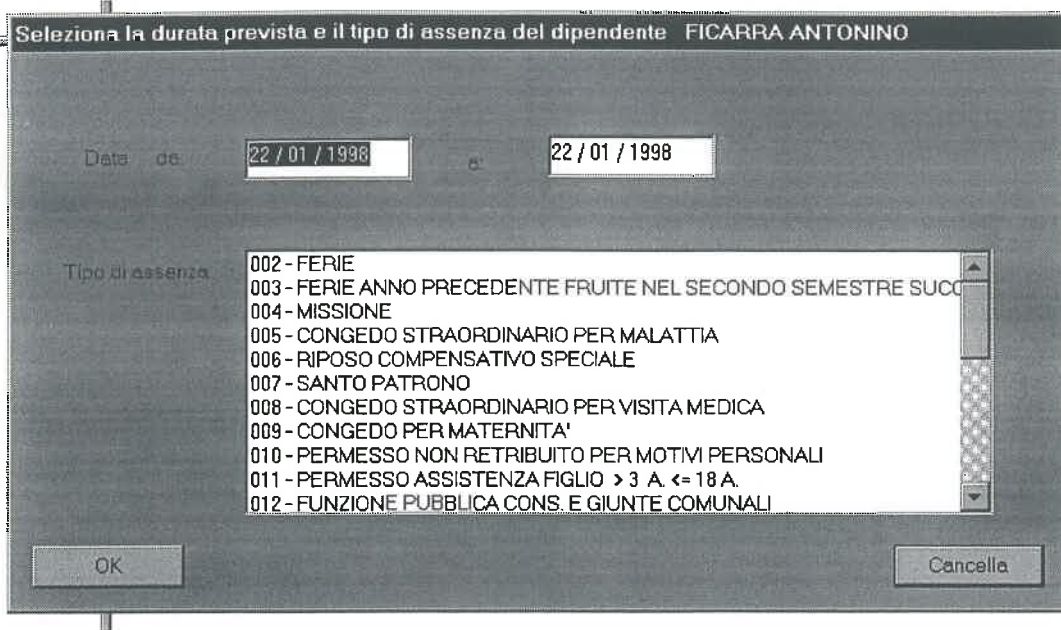 Seleziona la durata prevista e il tipo di assenza del dipendente FICARRA ANTONINO
Data da: 22 / 01 / 1998 a: 22 / 01 / 1998
Tipo di assenza
002 - FERIE
003 - FERIE ANNO PRECEDENTE FRUITE NEL SECONDO SEMESTRE SUCC
004 - MISSIONE
005 - CONGEDO STRAORDINARIO PER MALATTIA
006 - RIPOSO COMPENSATIVO SPECIALE
007 - SANTO PATRONO
008 - CONGEDO STRAORDINARIO PER VISITA MEDICA
009 - CONGEDO PER MATERNITA'
010 - PERMESSO NON RETRIBUITO PER MOTIVI PERSONALI
011 - PERMESSO ASSISTENZA FIGLIO > 3 A. <= 18 A.
012 - FUNZIONE PUBBLICA CONS. E GIUNTE COMUNALI
OK Cancella